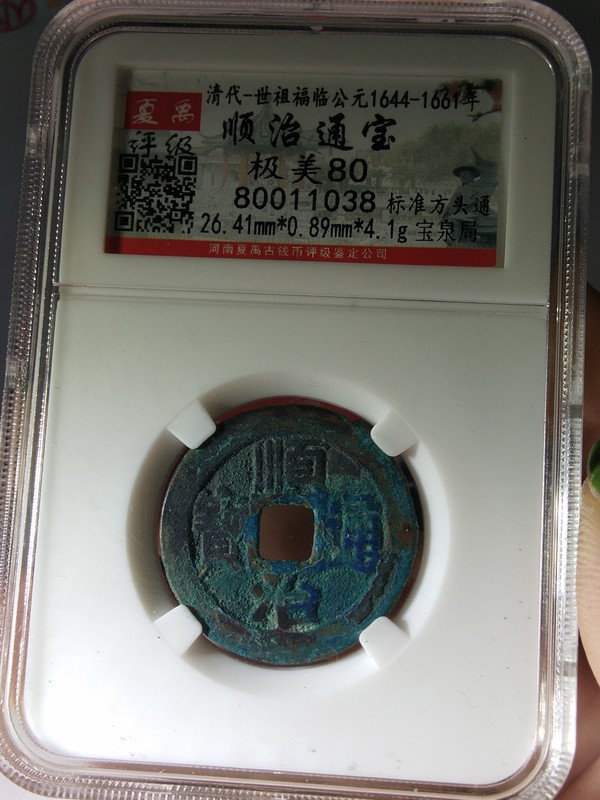 夏禹
评级
清代-世祖福临公元1644-1661年
顺治通宝
极美80
80011038 标准方头通
26.41mm*0.89mm*4.1g 宝泉局
河南夏禹古钱币评级鉴定公司
順治通寶